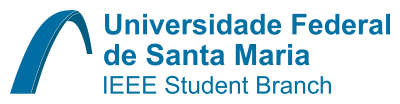 Universidade Federal
de Santa Maria
IEEE Student Branch